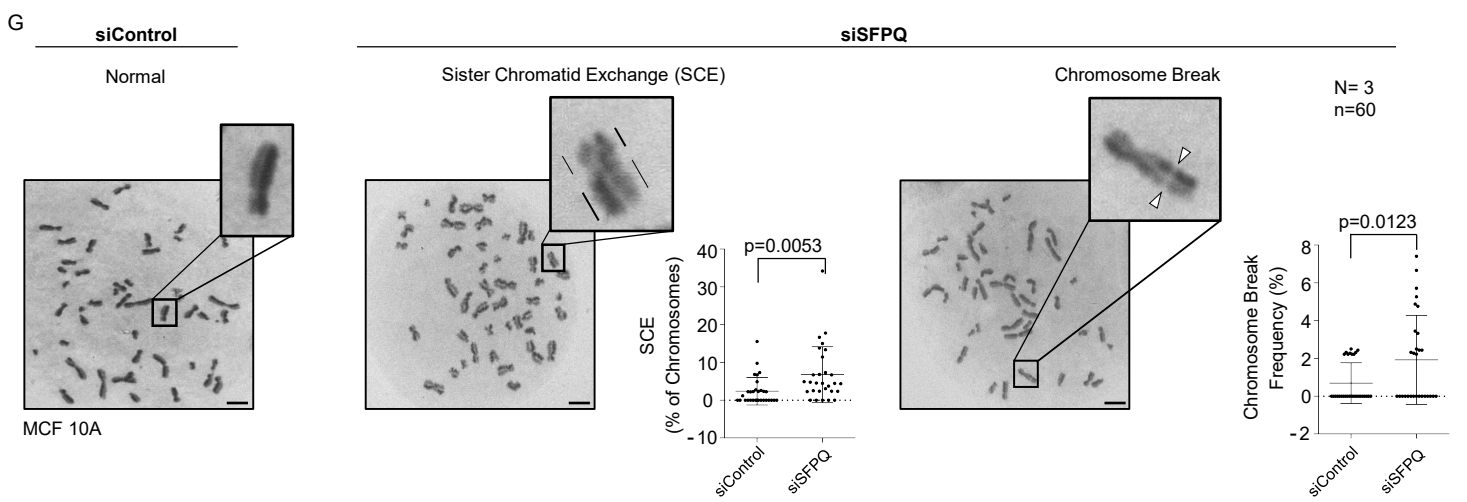 G
siControl
siSFPQ
Normal
Sister Chromatid Exchange (SCE)
Chromosome Break
N= 3
n=60
MCF 10A
SCE
(% of Chromosomes)
p=0.0053
40
30
20
10
0
-10
siControl
siSFPQ
Chromosome Break
Frequency (%)
p=0.0123
8
6
4
2
0
-2
siControl
siSFPQ